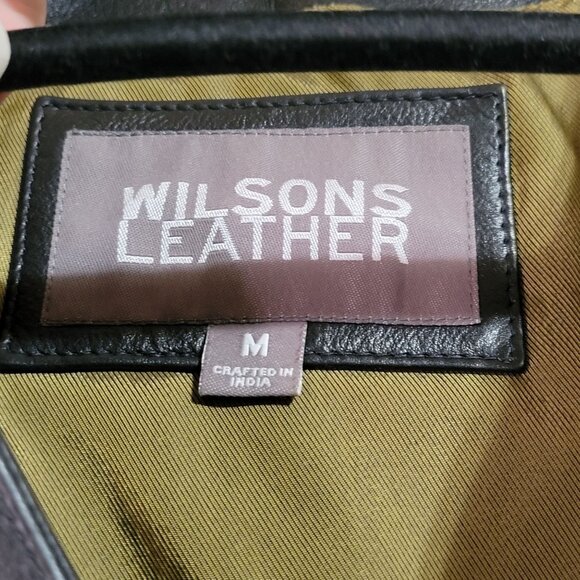 WILSONS
LEATHER
M
CRAFTED IN
INDIA